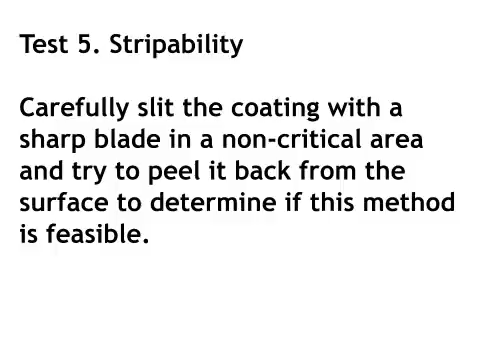 Test 5. Stripability
Carefully slit the coating with a
sharp blade in a non-critical area
and try to peel it back from the
surface to determine if this method
is feasible.